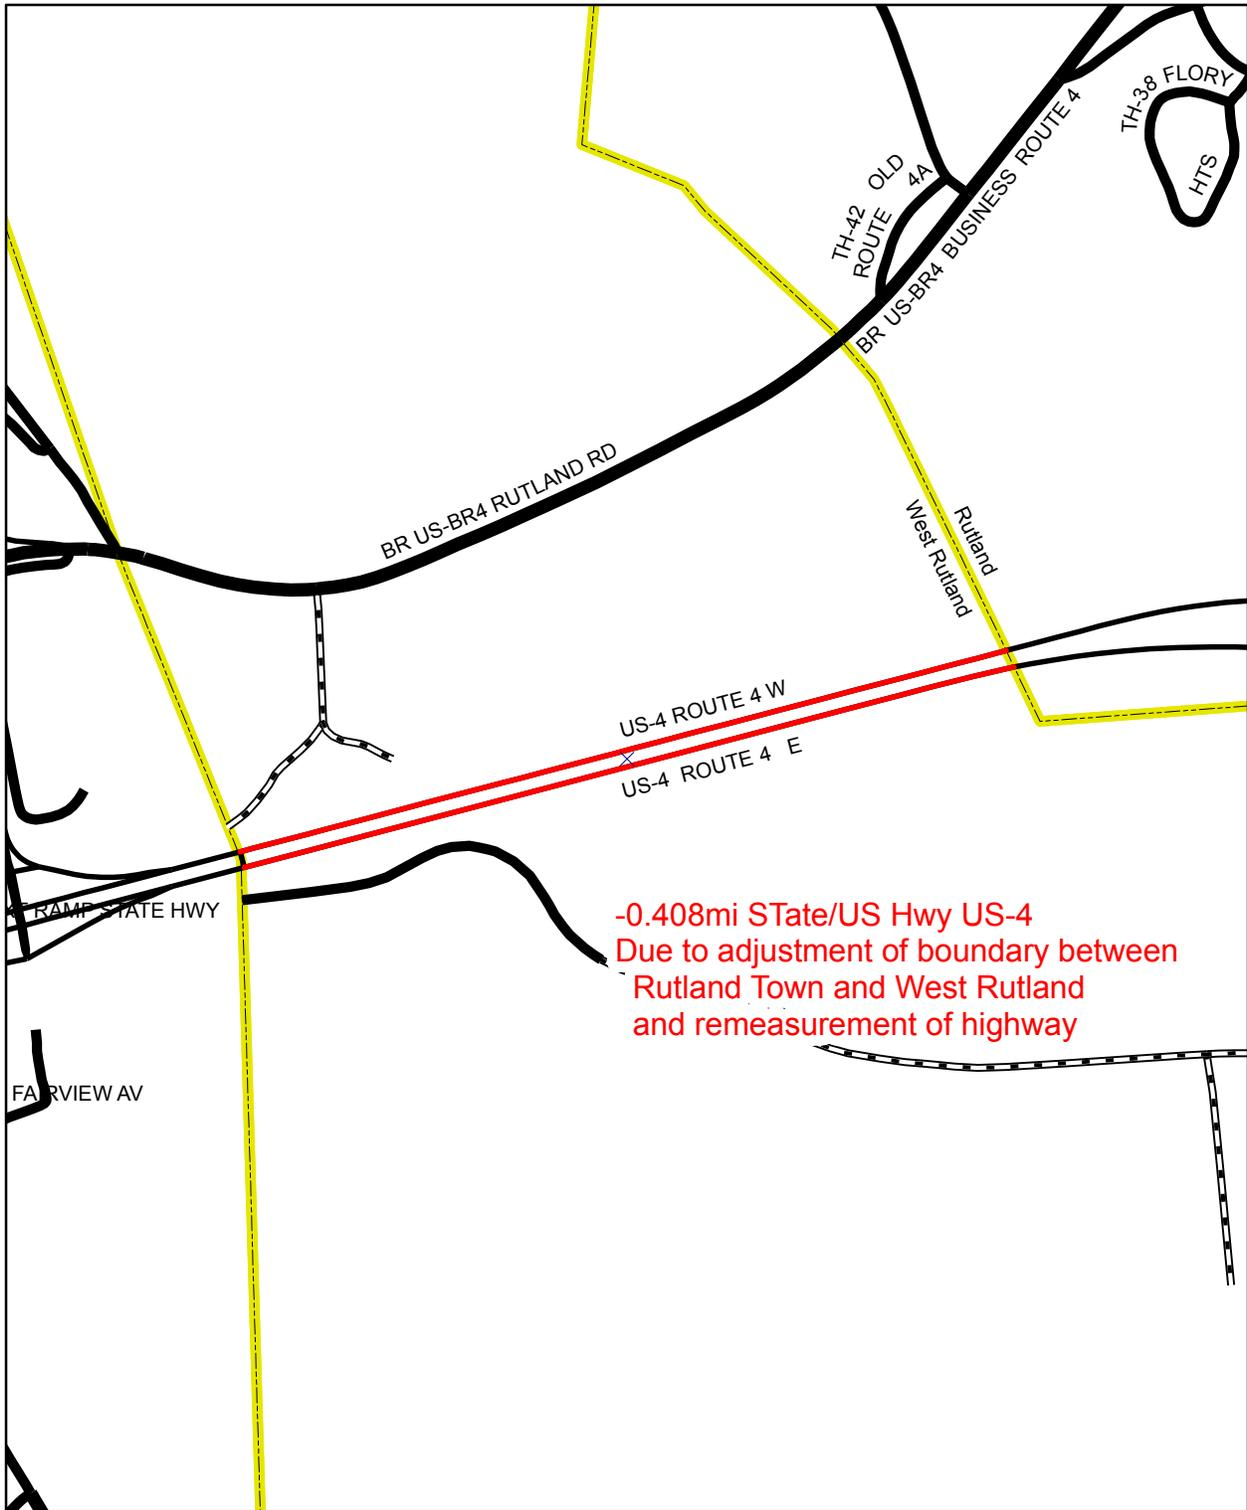 TH-38 FLORY
HTS
OLD
4A
TH-42
ROUTE
BR US-BR4 BUSINESS ROUTE 4
BR US-BR4 RUTLAND RD
Rutland
West Rutland
US-4 ROUTE 4 W
US-4 ROUTE 4 E
RAMP STATE HWY
-0.408mi STate/US Hwy US-4
Due to adjustment of boundary between
Rutland Town and West Rutland
and remeasurement of highway
FAIRVIEW AV